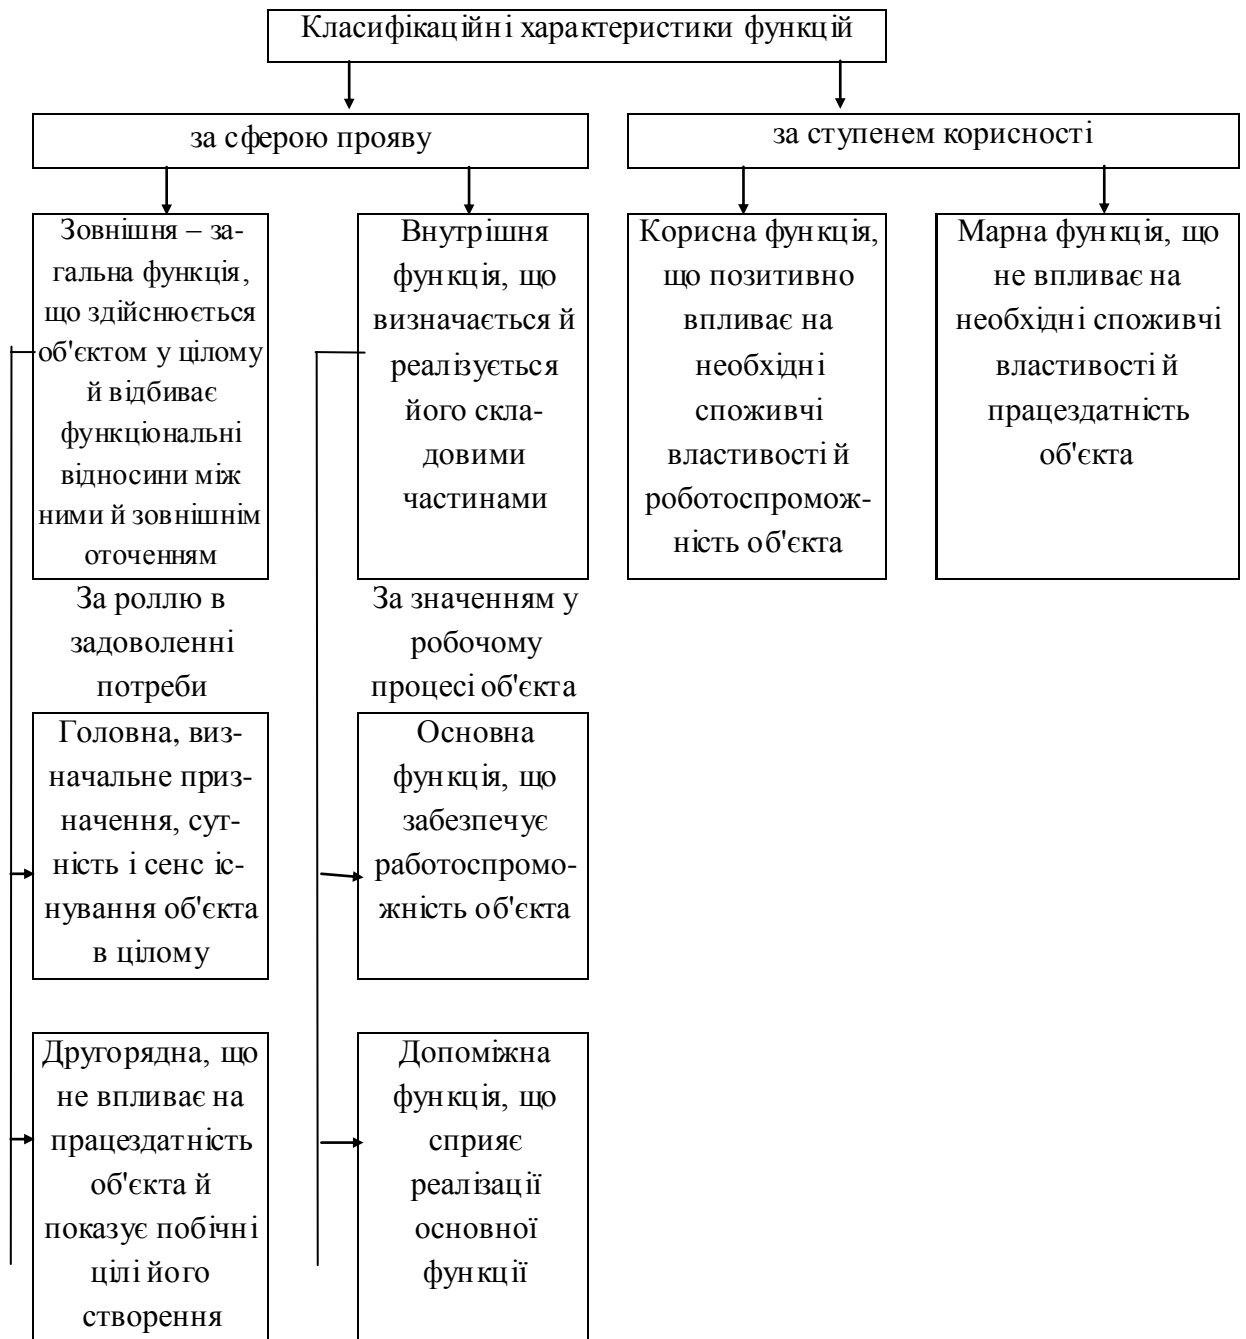 Класифікаційні характеристики функцій
за сферою прояву
за ступенем корисності
Зовнішня – за-
гальна функція,
що здійснюється
об'єктом у цілому
й відбиває
функціональні
відносини між
ними й зовнішнім
оточенням
Внутрішня
функція, що
визначається й
реалізується
його скла-
довими
частинами
Корисна функція,
що позитивно
впливає на
необхідні
споживчі
властивості й
роботоспромож-
ність об'єкта
Марна функція, що
не впливає на
необхідні споживчі
властивості й
працездатність
об'єкта
За роллю в
задоволенні
потреби
За значенням у
робочому
процесі об'єкта
Головна, виз-
начальне приз-
начення, сут-
ність і сенс іс-
нування об'єкта
в цілому
Основна
функція, що
забезпечує
работоспромо-
жність об'єкта
Другорядна, що
не впливає на
працездатність
об'єкта й
показує побічні
цілі його
створення
Допоміжна
функція, що
сприяє
реалізації
основної
функції